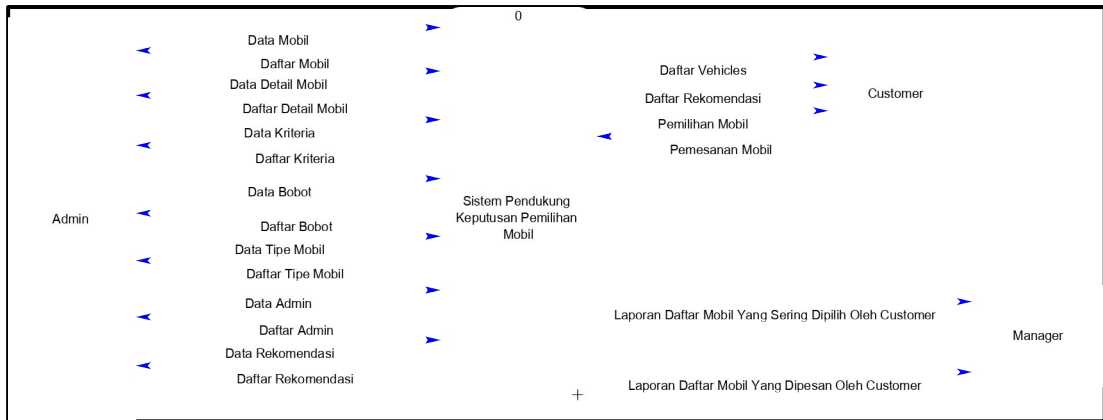 0
Data Mobil
Daftar Mobil
Data Detail Mobil
Daftar Detail Mobil
Data Kriteria
Daftar Kriteria
Data Bobot
Daftar Bobot
Data Tipe Mobil
Daftar Tipe Mobil
Data Admin
Daftar Admin
Data Rekomendasi
Daftar Rekomendasi
Admin
Sistem Pendukung
Keputusan Pemilihan
Mobil
Daftar Vehicles
Daftar Rekomendasi
Pemilihan Mobil
Pemesanan Mobil
Customer
Laporan Daftar Mobil Yang Sering Dipilih Oleh Customer
Manager
Laporan Daftar Mobil Yang Dipesan Oleh Customer
+